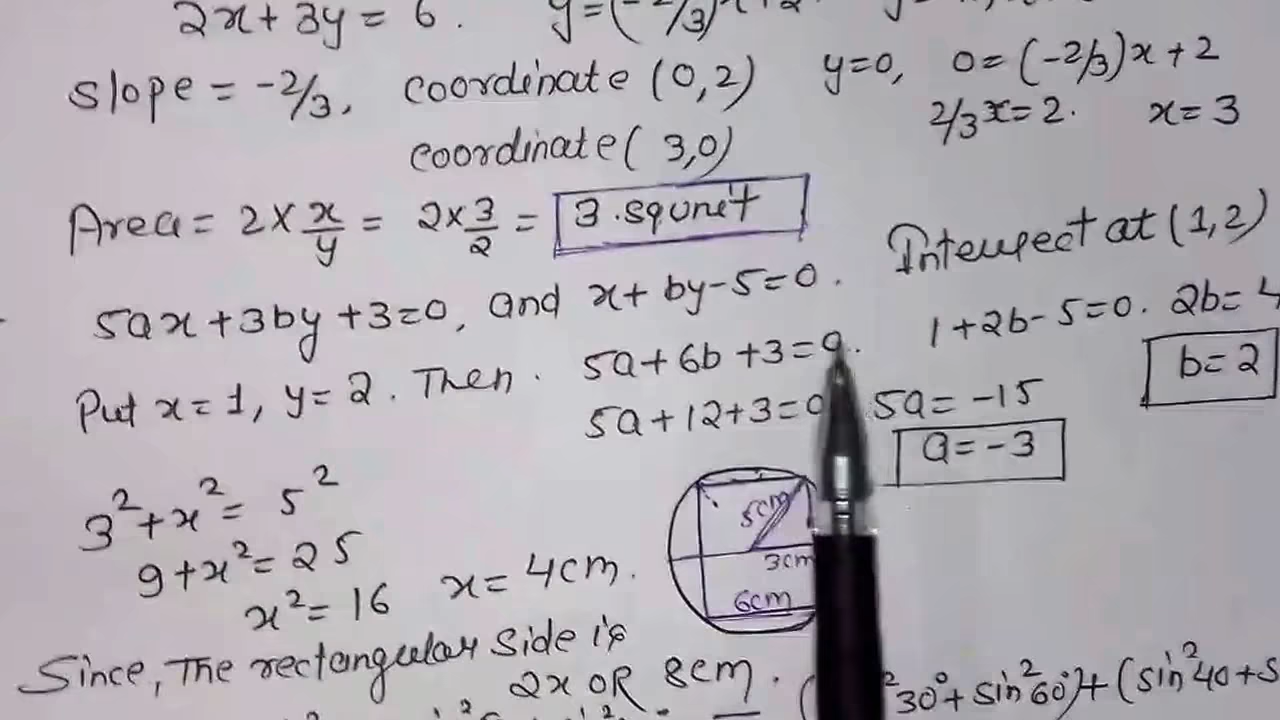 2x+3y=6. y=(-2/3)x+2
slope = -2/3, coordinate (0,2) y=0, 0=(-2/3)x+2
coordinate (3,0) 2/3x=2. x=3
Area = 2×x/y = 2×3/2 = 3.squnit
Intersect at (1,2)
5ax+3by+3=0, and x+by-5=0.
Put x=1, y=2. Then. 5a+6b+3=0. 1+2b-5=0. 2b=4
5a+12+3=0 5a=-15 b=2
a=-3
3²+x²=5²
9+x²=25 5cm
x²=16 x=4cm. 3cm
6cm
Since, The rectangular side is
2x OR 8cm.
²30°+sin²60°)+(sin²40+s